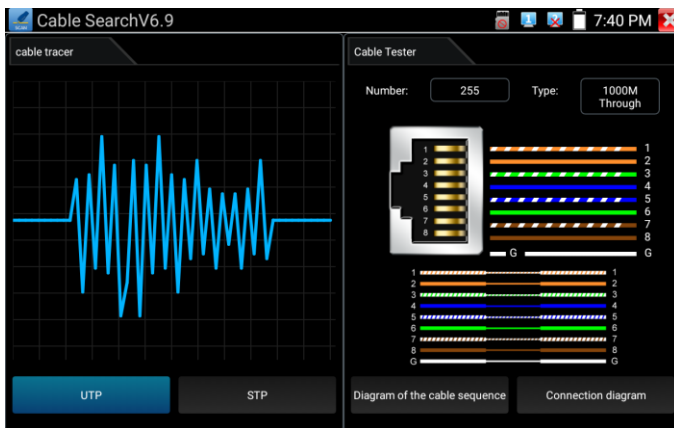 Cable SearchV6.9
7:40 PM
cable tracer
UTP
STP
Cable Tester
Number:
255
Type:
1000M
Through
1
2
3
4
5
6
7
8
1
2
3
4
5
6
7
8
G
G
1 1
2 2
3 3
4 4
5 5
6 6
7 7
8 8
G G
Diagram of the cable sequence
Connection diagram